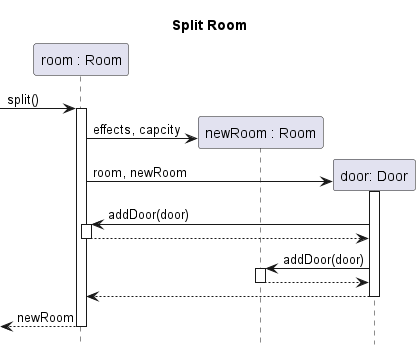 Split Room
room : Room
split()
effects, capcity
newRoom : Room
room, newRoom
door: Door
addDoor(door)
addDoor(door)
newRoom